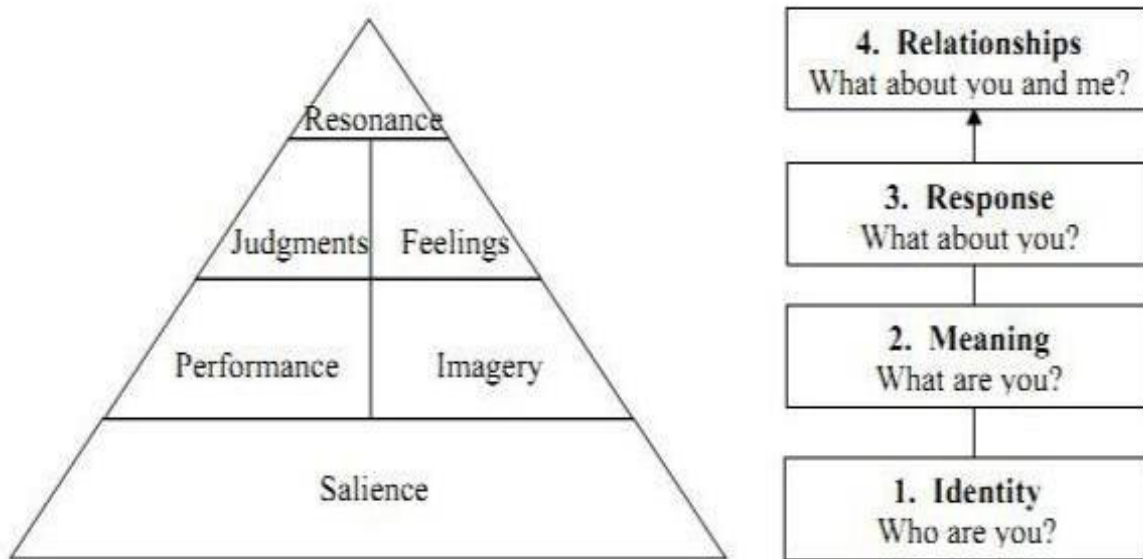 Resonance
Judgments
Feelings
Performance
Imagery
Salience
4. Relationships
What about you and me?
3. Response
What about you?
2. Meaning
What are you?
1. Identity
Who are you?